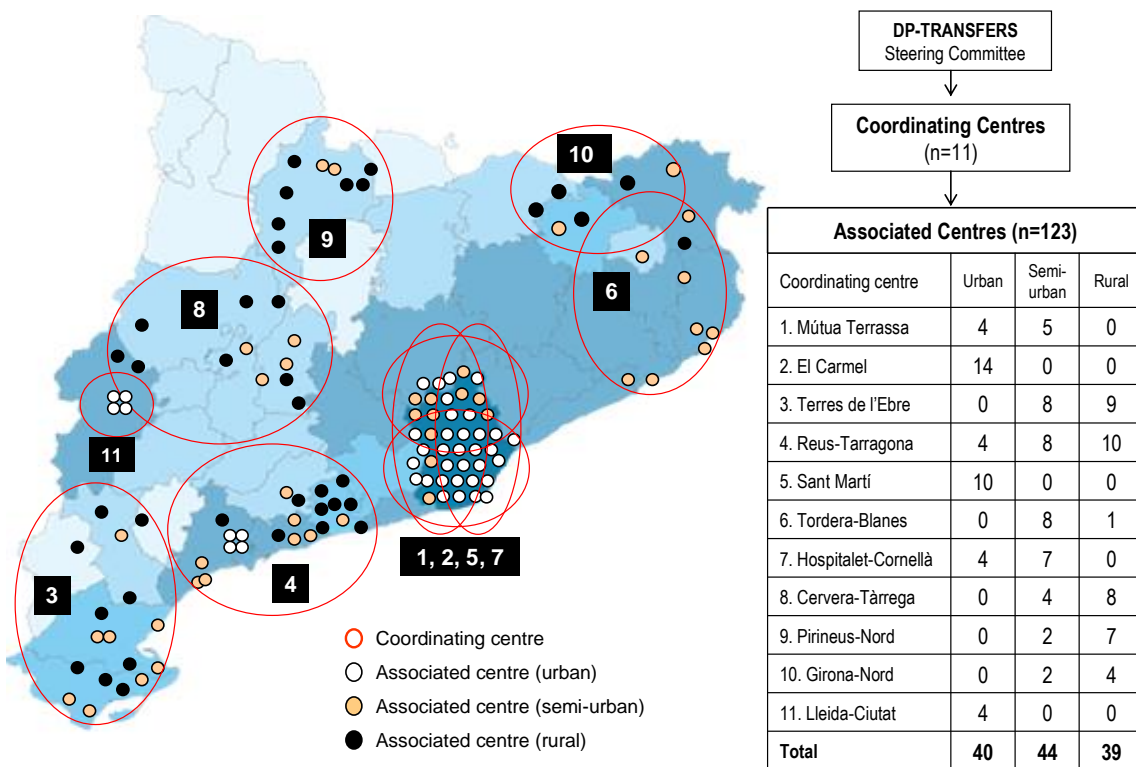 DP-TRANSFERS
Steering Committee
Coordinating Centres
(n=11)
Associated Centres (n=123)
Coordinating centre Urban Semi-urban Rural
1. Mútua Terrassa 4 5 0
2. El Carmel 14 0 0
3. Terres de l'Ebre 0 8 9
4. Reus-Tarragona 4 8 10
5. Sant Martí 10 0 0
6. Tordera-Blanes 0 8 1
7. Hospitalet-Cornellà 4 7 0
8. Cervera-Tàrrega 0 4 8
9. Pirineus-Nord 0 2 7
10. Girona-Nord 0 2 4
11. Lleida-Ciutat 4 0 0
Total 40 44 39
10
9
6
8
11
1, 2, 5, 7
4
3
Coordinating centre
Associated centre (urban)
Associated centre (semi-urban)
Associated centre (rural)